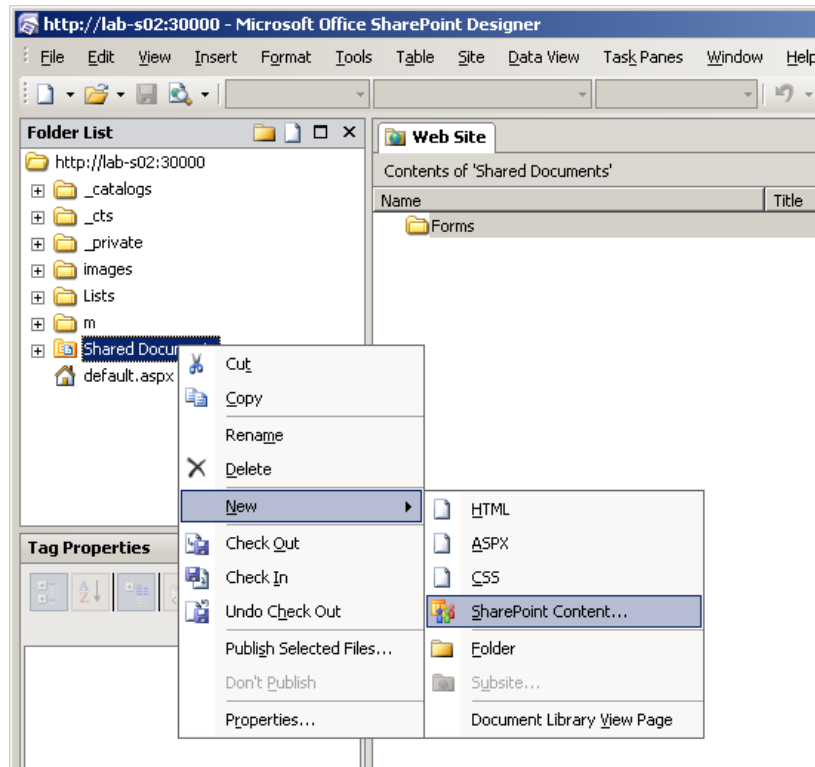 http://lab-s02:30000 - Microsoft Office SharePoint Designer
File Edit View Insert Format Tools Table Site Data View Task Panes Window Help
Folder List
http://lab-s02:30000
_catalogs
_cts
_private
images
Lists
m
Shared
default.aspx
Web Site
Contents of 'Shared Documents'
Name Title
Forms
Cut
Copy
Rename
Delete
New
Check Out
Check In
Undo Check Out
Publish Selected Files...
Don't Publish
Properties...
HTML
ASPX
CSS
SharePoint Content...
Folder
Subsite...
Document Library View Page
Tag Properties